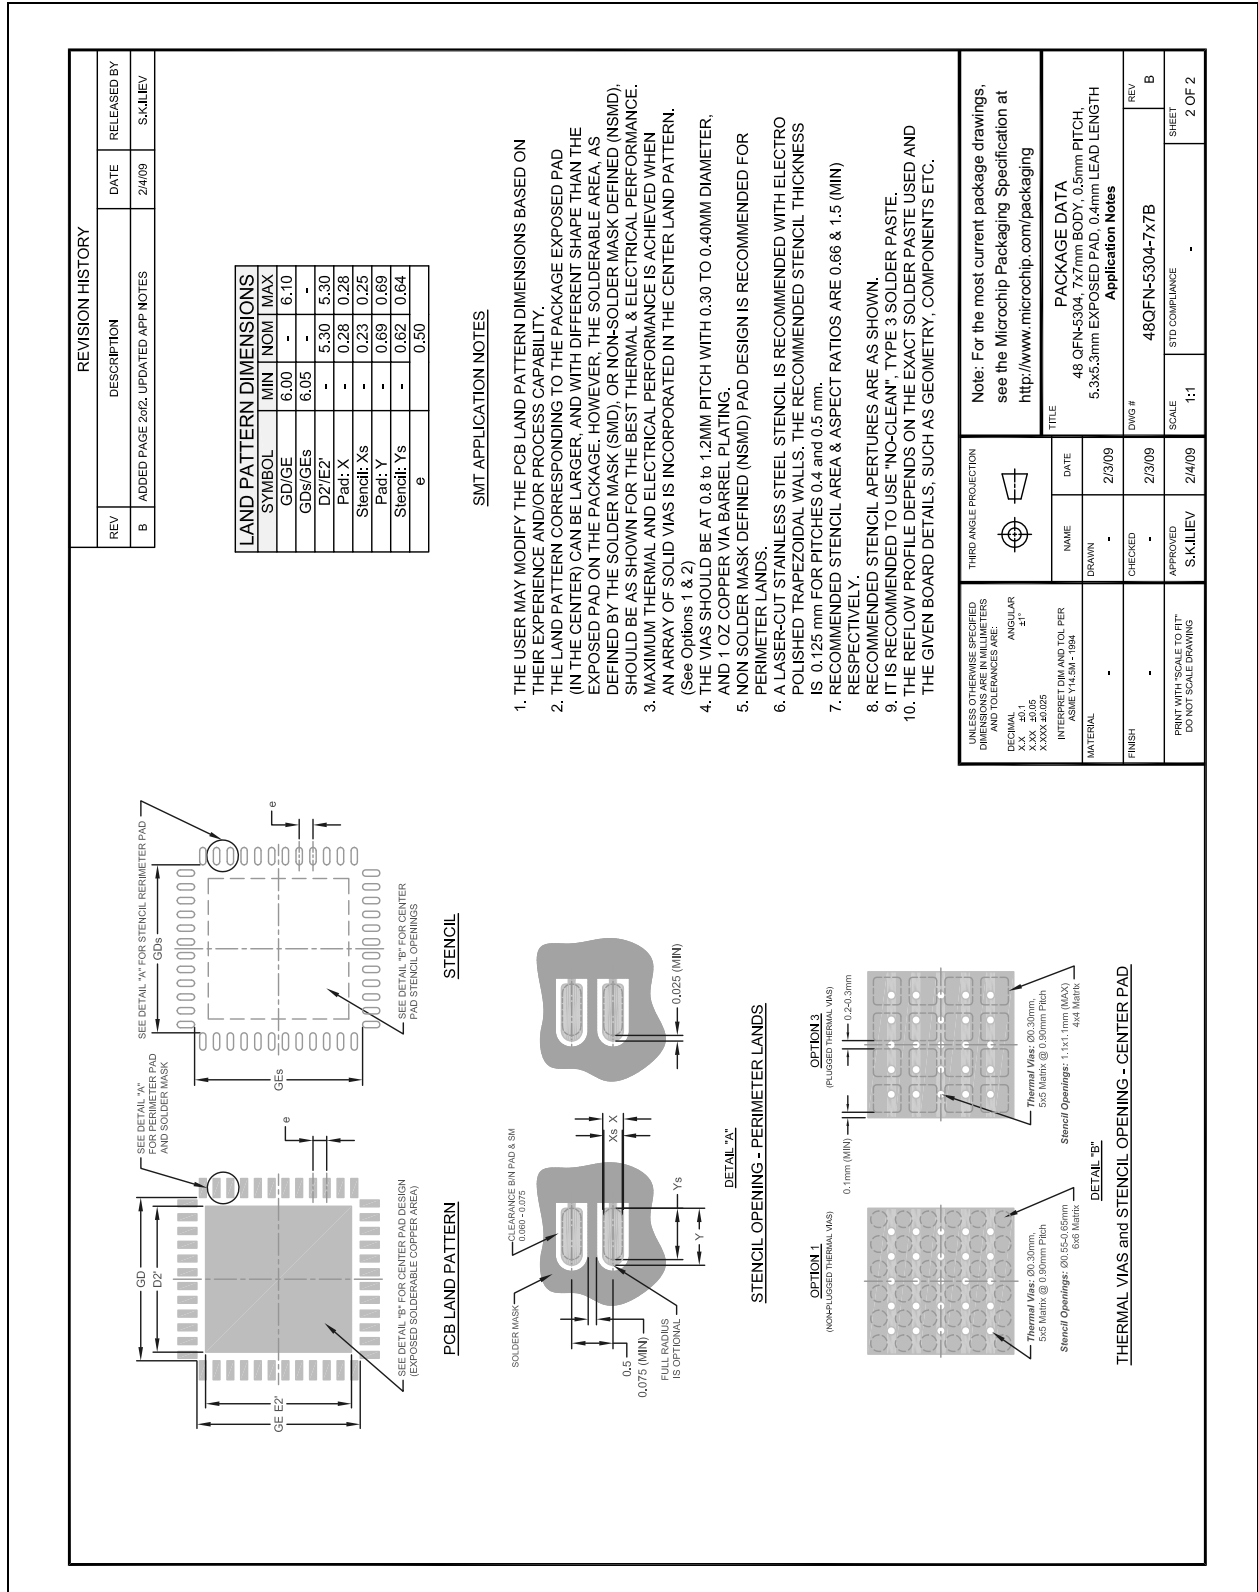 REVISION HISTORY
REV DESCRIPTION DATE RELEASED BY
B ADDED PAGE 2of2. UPDATED APP NOTES 2/4/09 S.K.ILIEV
LAND PATTERN DIMENSIONS
SYMBOL MIN NOM MAX
GD/GE 6.00 - 6.10
GDs/GEs 6.05 - -
D2'/E2' - 5.30 5.30
Pad: X - 0.28 0.28
Stencil: Xs - 0.23 0.25
Pad: Y - 0.69 0.69
Stencil: Ys - 0.62 0.64
e 0.50
SEE DETAIL "A"
FOR PERIMETER PAD
AND SOLDER MASK
GD
D2'
GE
E2'
e
SEE DETAIL "B" FOR CENTER PAD DESIGN
(EXPOSED SOLDERABLE COPPER AREA)
PCB LAND PATTERN
SEE DETAIL "A" FOR STENCIL RERIMETER PAD
GDs
GEs
e
SEE DETAIL "B" FOR CENTER
PAD STENCIL OPENINGS
STENCIL
SMT APPLICATION NOTES
1. THE USER MAY MODIFY THE PCB LAND PATTERN DIMENSIONS BASED ON
THEIR EXPERIENCE AND/OR PROCESS CAPABILITY.
2. THE LAND PATTERN CORRESPONDING TO THE PACKAGE EXPOSED PAD
(IN THE CENTER) CAN BE LARGER, AND WITH DIFFERENT SHAPE THAN THE
EXPOSED PAD ON THE PACKAGE. HOWEVER, THE SOLDERABLE AREA, AS
DEFINED BY THE SOLDER MASK (SMD), OR NON-SOLDER MASK DEFINED (NSMD),
SHOULD BE AS SHOWN FOR THE BEST THERMAL & ELECTRICAL PERFORMANCE.
3. MAXIMUM THERMAL AND ELECTRICAL PERFORMANCE IS ACHIEVED WHEN
AN ARRAY OF SOLID VIAS IS INCORPORATED IN THE CENTER LAND PATTERN.
(See Options 1 & 2)
4. THE VIAS SHOULD BE AT 0.8 to 1.2MM PITCH WITH 0.30 TO 0.40MM DIAMETER,
AND 1 OZ COPPER VIA BARREL PLATING.
5. NON SOLDER MASK DEFINED (NSMD) PAD DESIGN IS RECOMMENDED FOR
PERIMETER LANDS.
6. A LASER-CUT STAINLESS STEEL STENCIL IS RECOMMENDED WITH ELECTRO
POLISHED TRAPEZOIDAL WALLS. THE RECOMMENDED STENCIL THICKNESS
IS 0.125 mm FOR PITCHES 0.4 and 0.5 mm.
7. RECOMMENDED STENCIL AREA & ASPECT RATIOS ARE 0.66 & 1.5 (MIN)
RESPECTIVELY.
8. RECOMMENDED STENCIL APERTURES ARE AS SHOWN.
9. IT IS RECOMMENDED TO USE "NO-CLEAN", TYPE 3 SOLDER PASTE.
10. THE REFLOW PROFILE DEPENDS ON THE EXACT SOLDER PASTE USED AND
THE GIVEN BOARD DETAILS, SUCH AS GEOMETRY, COMPONENTS ETC.
SOLDER MASK
CLEARANCE B/N PAD & SM
0.060 - 0.075
0.5
0.075 (MIN)
FULL RADIUS
IS OPTIONAL
Y
Ys
Xs
X
0.025 (MIN)
DETAIL "A"
STENCIL OPENING - PERIMETER LANDS
OPTION 1
(NON-PLUGGED THERMAL VIAS)
Thermal Vias: Ø0.30mm,
5x5 Matrix @ 0.90mm Pitch
Stencil Openings: Ø0.55-0.65mm
6x6 Matrix
OPTION 3
(PLUGGED THERMAL VIAS)
0.1mm (MIN)
0.2-0.3mm
Thermal Vias: Ø0.30mm,
5x5 Matrix @ 0.90mm Pitch
Stencil Openings: 1.1x1.1mm (MAX)
4x4 Matrix
DETAIL "B"
THERMAL VIAS and STENCIL OPENING - CENTER PAD
UNLESS OTHERWISE SPECIFIED
DIMENSIONS ARE IN MILLIMETERS
AND TOLERANCES ARE:
DECIMAL ANGULAR
X.X ±0.1 ±1°
X.XX ±0.05
X.XXX ±0.025
INTERPRET DIM AND TOL PER
ASME Y14.5M - 1994
MATERIAL
-
FINISH
-
PRINT WITH "SCALE TO FIT"
DO NOT SCALE DRAWING
THIRD ANGLE PROJECTION
NAME DATE
DRAWN
- 2/3/09
CHECKED
- 2/3/09
APPROVED
S.K.ILIEV 2/4/09
Note: For the most current package drawings,
see the Microchip Packaging Specification at
http://www.microchip.com/packaging
TITLE
PACKAGE DATA
48 QFN-5304, 7x7mm BODY, 0.5mm PITCH,
5.3x5.3mm EXPOSED PAD, 0.4mm LEAD LENGTH
Application Notes
DWG #
48QFN-5304-7x7B
REV
B
SCALE
1:1
STD COMPLIANCE
-
SHEET
2 OF 2